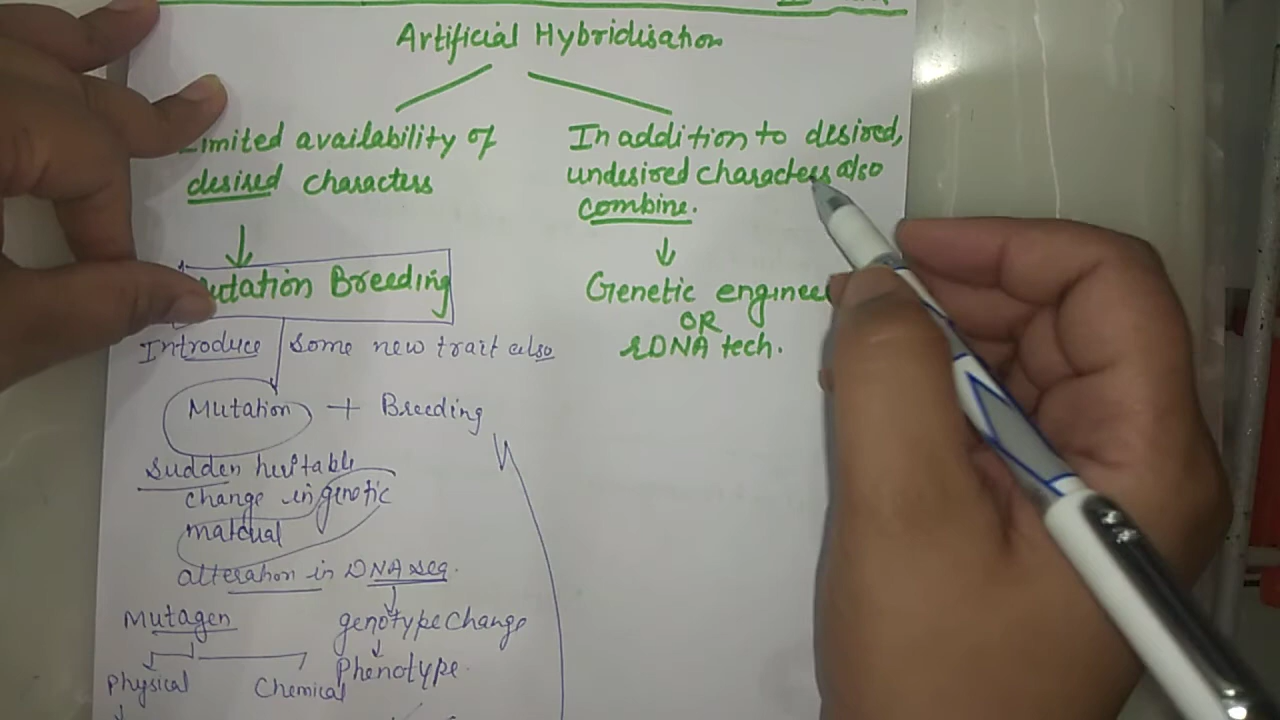 Artificial Hybridisation
Limited availability of
desired characters
Mutation Breeding
Introduce some new trait also
Mutation + Breeding
Sudden heritable
change in genetic
material
alteration in DNA seq.
Mutagen
Physical
Chemical
genotype Change
Phenotype.
In addition to desired,
undesired characters also
combine.
Genetic enginee
OR
rDNA tech.